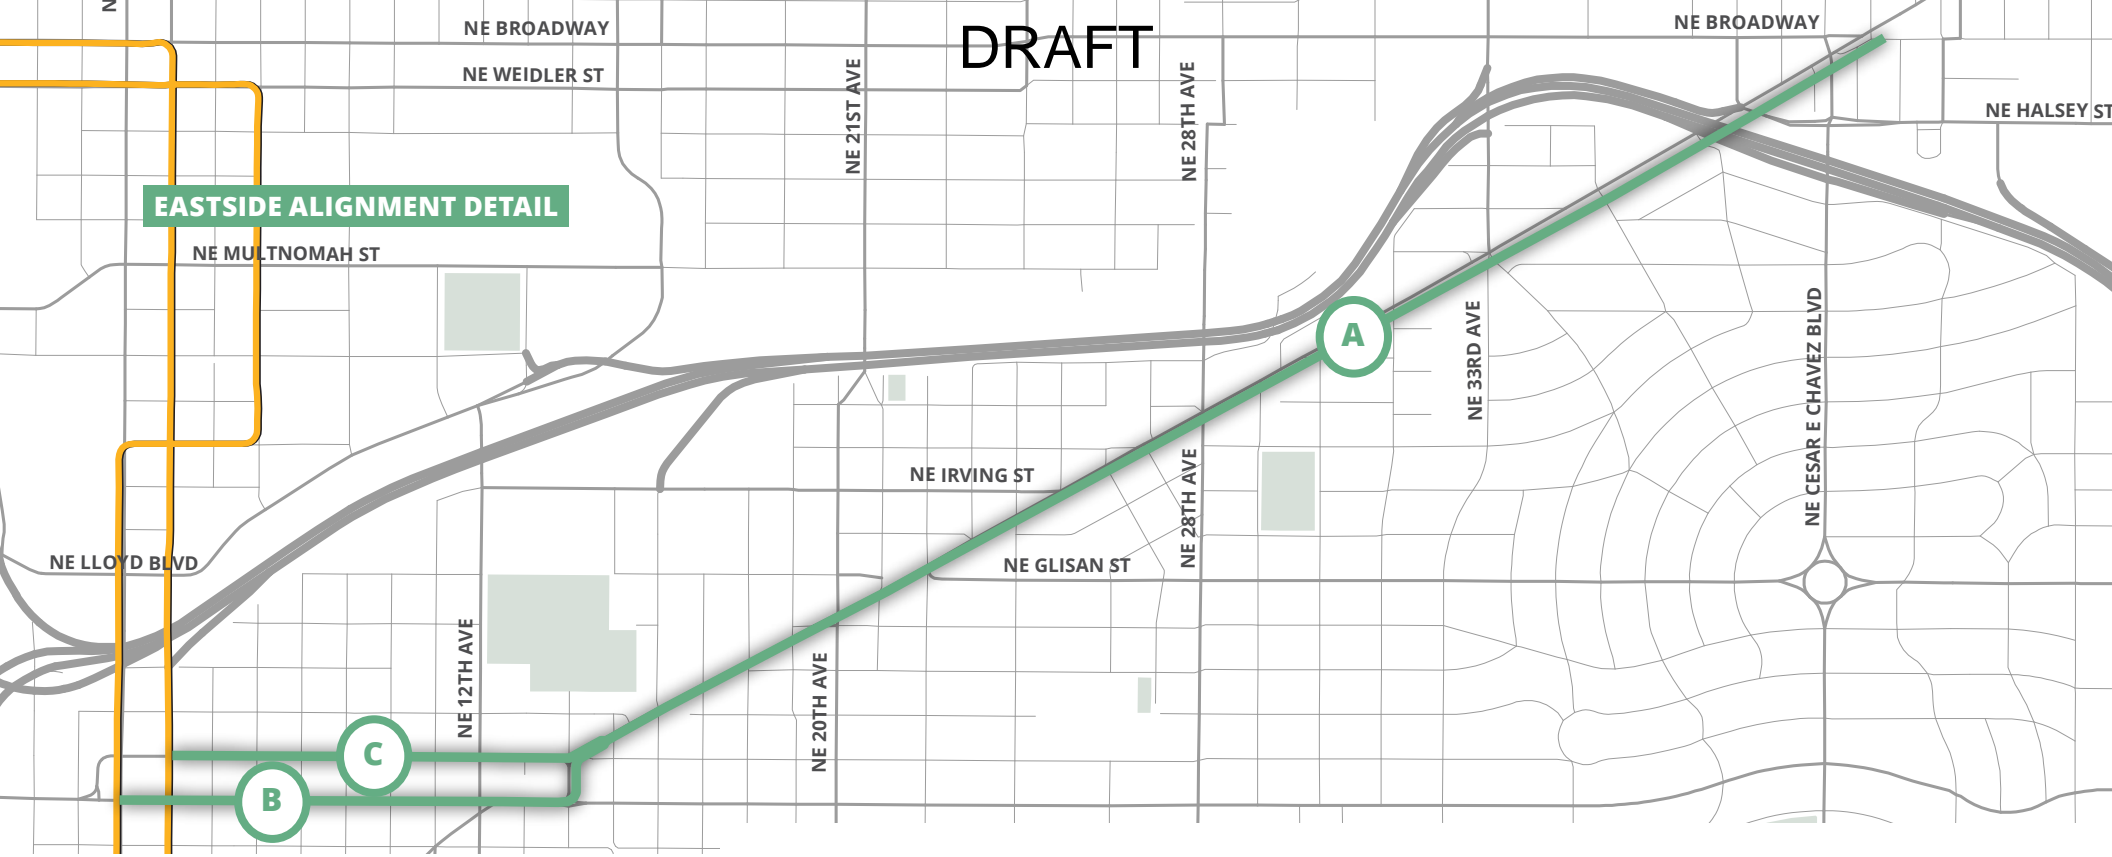 N
NE BROADWAY
DRAFT
NE BROADWAY
NE WEIDLER ST
NE 21ST AVE
NE 28TH AVE
NE HALSEY ST
EASTSIDE ALIGNMENT DETAIL
NE MULTNOMAH ST
A
NE 33RD AVE
NE CESAR E CHAVEZ BLVD
NE IRVING ST
NE 28TH AVE
NE LLOYD BLVD
NE GLISAN ST
NE 12TH AVE
NE 20TH AVE
C
B